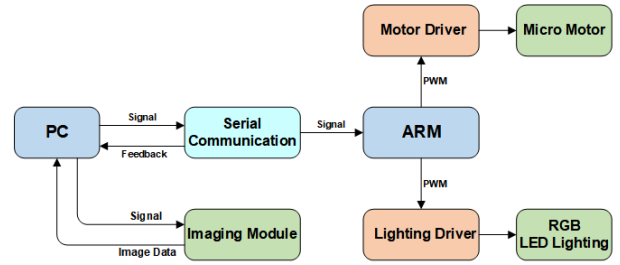 Motor Driver
Micro Motor
PWM
PC
Signal
Feedback
Serial
Communication
Signal
ARM
PWM
Signal
Image Data
Imaging Module
Lighting Driver
RGB
LED Lighting